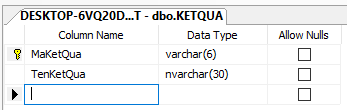 DESKTOP-6VQ20D...T - dbo.KETQUA
Column Name Data Type Allow Nulls
MaKetQua varchar(6)
TenKetQua nvarchar(30)